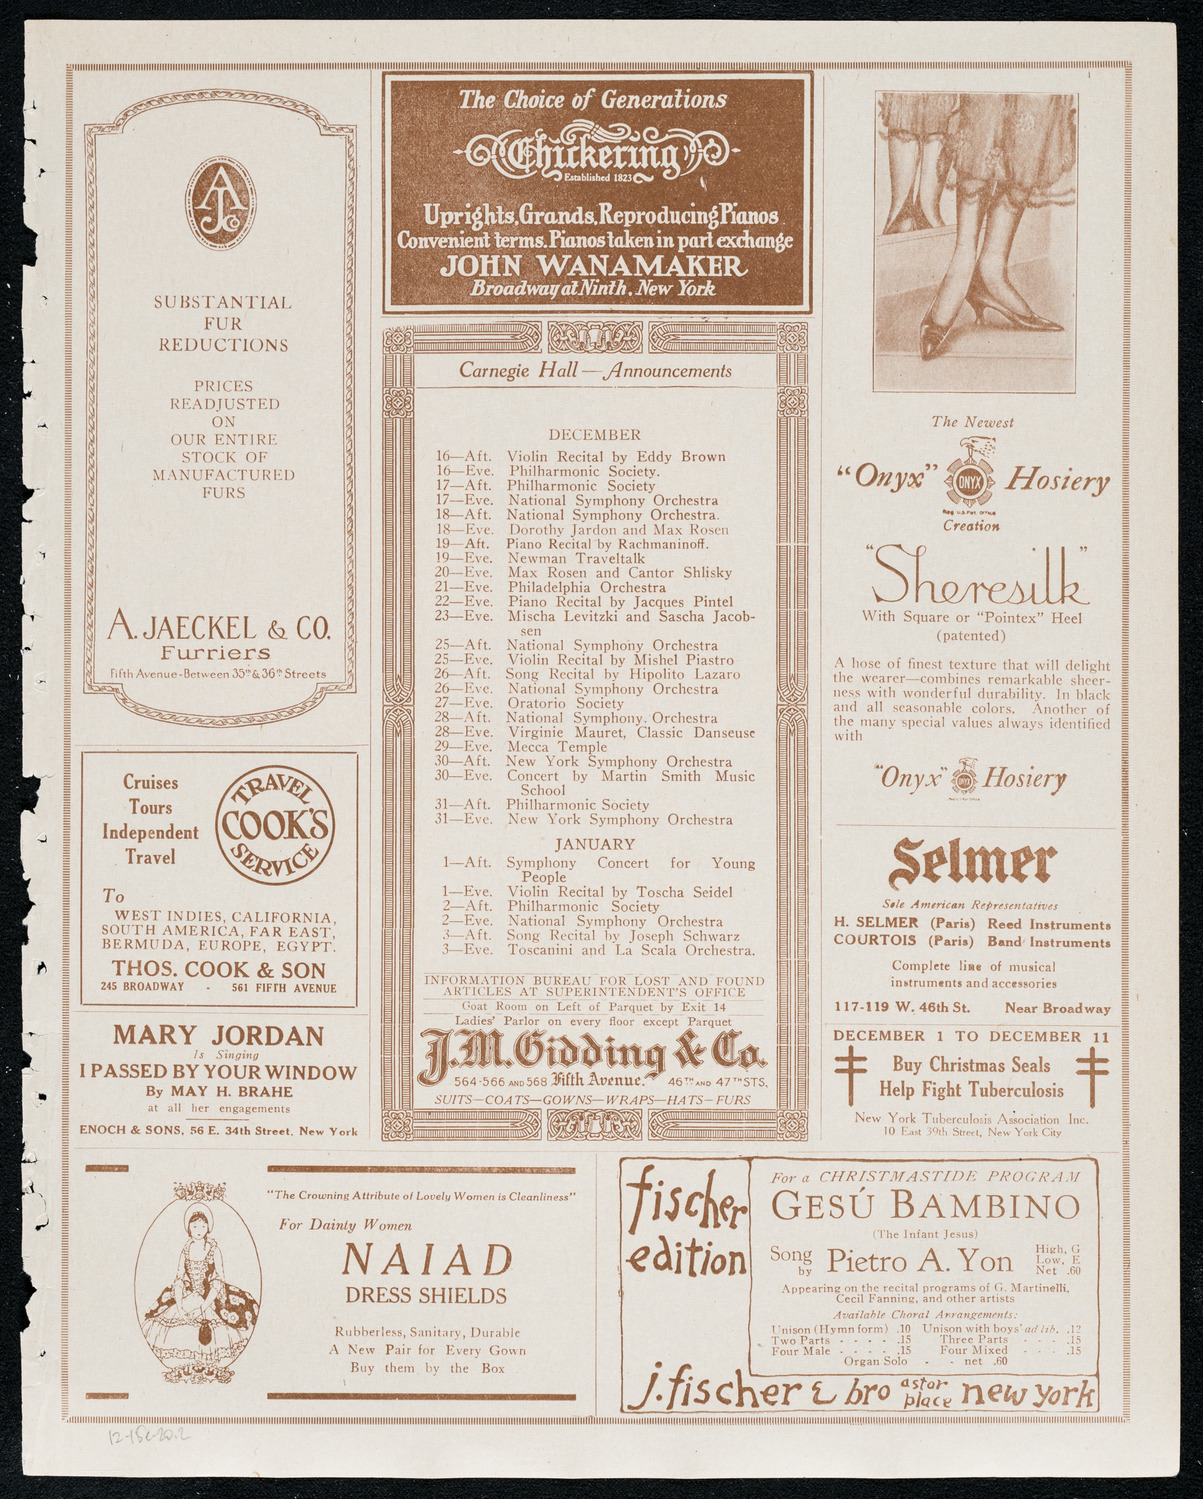 AJCo
SUBSTANTIAL
FUR
REDUCTIONS
PRICES
READJUSTED
ON
OUR ENTIRE
STOCK OF
MANUFACTURED
FURS
A. JAECKEL & CO.
Furriers
Fifth Avenue-Between 35th & 36th Streets
Cruises
Tours
Independent
Travel
TRAVEL
COOK'S
SERVICE
To
WEST INDIES, CALIFORNIA,
SOUTH AMERICA, FAR EAST,
BERMUDA, EUROPE, EGYPT.
THOS. COOK & SON
245 BROADWAY - 561 FIFTH AVENUE
MARY JORDAN
Is Singing
I PASSED BY YOUR WINDOW
By MAY H. BRAHE
at all her engagements
ENOCH & SONS, 56 E. 34th Street, New York
The Choice of Generations
Chickering
Established 1823
Uprights, Grands, Reproducing Pianos
Convenient terms. Pianos taken in part exchange
JOHN WANAMAKER
Broadway at Ninth, New York
Carnegie Hall — Announcements
DECEMBER
16—Aft. Violin Recital by Eddy Brown
16—Eve. Philharmonic Society.
17—Aft. Philharmonic Society
17—Eve. National Symphony Orchestra
18—Aft. National Symphony Orchestra.
18—Eve. Dorothy Jardon and Max Rosen
19—Aft. Piano Recital by Rachmaninoff.
19—Eve. Newman Traveltalk
20—Eve. Max Rosen and Cantor Shlisky
21—Eve. Philadelphia Orchestra
22—Eve. Piano Recital by Jacques Pintel
23—Eve. Mischa Levitzki and Sascha Jacob-
sen
25—Aft. National Symphony Orchestra
25—Eve. Violin Recital by Mishel Piastro
26—Aft. Song Recital by Hipolito Lazaro
26—Eve. National Symphony Orchestra
27—Eve. Oratorio Society
28—Aft. National Symphony. Orchestra
28—Eve. Virginie Mauret, Classic Danseuse
29—Eve. Mecca Temple
30—Aft. New York Symphony Orchestra
30—Eve. Concert by Martin Smith Music
School
31—Aft. Philharmonic Society
31—Eve. New York Symphony Orchestra
JANUARY
1—Aft. Symphony Concert for Young
People
1—Eve. Violin Recital by Toscha Seidel
2—Aft. Philharmonic Society
2—Eve. National Symphony Orchestra
3—Aft. Song Recital by Joseph Schwarz
3—Eve. Toscanini and La Scala Orchestra.
INFORMATION BUREAU FOR LOST AND FOUND
ARTICLES AT SUPERINTENDENT'S OFFICE
Coat Room on Left of Parquet by Exit 14
Ladies' Parlor on every floor except Parquet
J. M. Gidding & Co.
564-566 AND 568 Fifth Avenue. 46TH AND 47TH STS.
SUITS—COATS—GOWNS—WRAPS—HATS—FURS
The Newest
"Onyx" ONYX Hosiery
Reg. U.S. Pat. Office
Creation
"Sheresilk"
With Square or "Pointex" Heel
(patented)
A hose of finest texture that will delight
the wearer—combines remarkable sheer-
ness with wonderful durability. In black
and all seasonable colors. Another of
the many special values always identified
with
"Onyx" Hosiery
Selmer
Sole American Representatives
H. SELMER (Paris) Reed Instruments
COURTOIS (Paris) Band Instruments
Complete line of musical
instruments and accessories
117-119 W. 46th St. Near Broadway
DECEMBER 1 TO DECEMBER 11
Buy Christmas Seals
Help Fight Tuberculosis
New York Tuberculosis Association Inc.
10 East 39th Street, New York City
"The Crowning Attribute of Lovely Women is Cleanliness"
For Dainty Women
NAIAD
DRESS SHIELDS
Rubberless, Sanitary, Durable
A New Pair for Every Gown
Buy them by the Box
fischer
edition
For a CHRISTMASTIDE PROGRAM
GESÚ BAMBINO
(The Infant Jesus)
Song by Pietro A. Yon High, G
Low, E
Net .60
Appearing on the recital programs of G. Martinelli,
Cecil Fanning, and other artists
Available Choral Arrangements:
Unison (Hymn form) .10 Unison with boys' ad lib. .12
Two Parts - - - - .15 Three Parts - - - .15
Four Male - - - - .15 Four Mixed - - - .15
Organ Solo - - net .60
j. fischer & bro astor place new york
12-15e-20.2